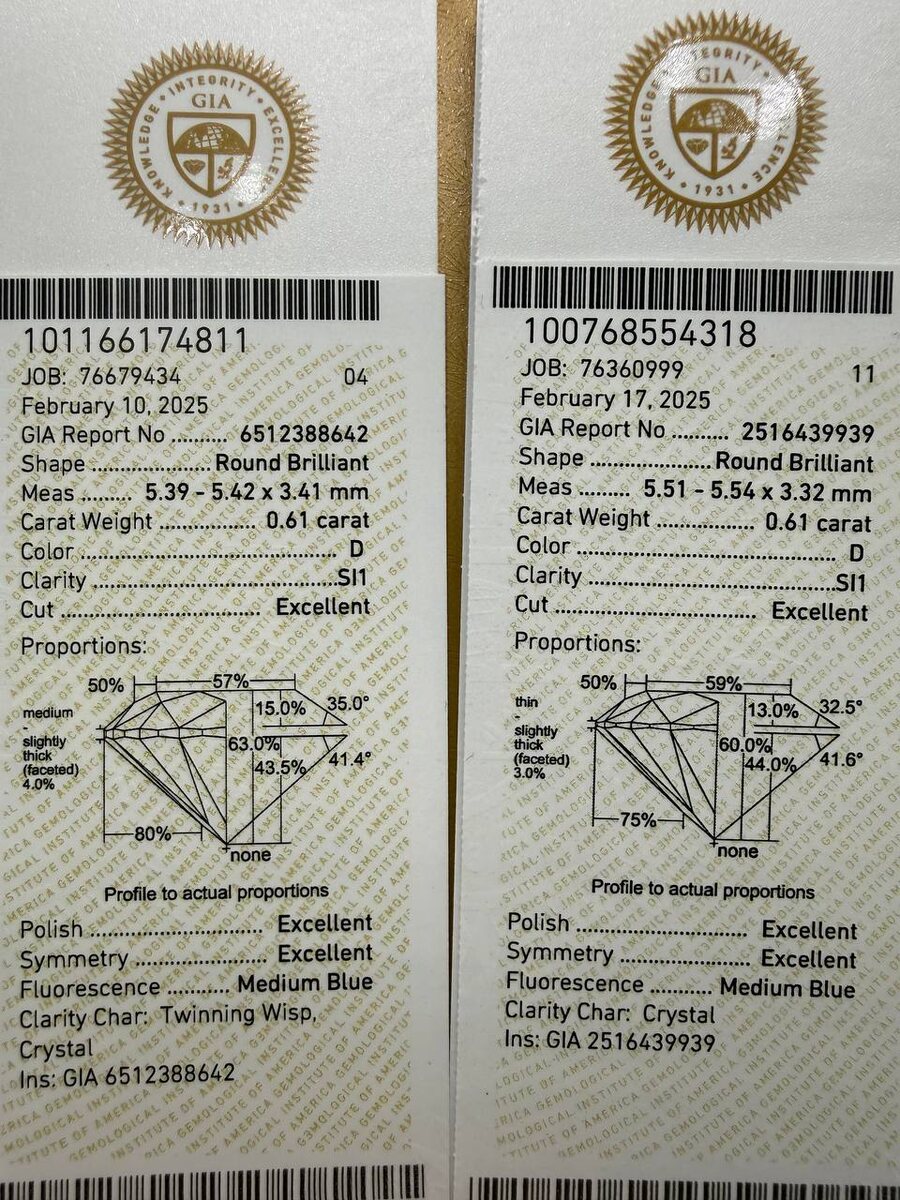 KNOWLEDGE • INTEGRITY • EXCELLEN
GIA
• 1931 •
101166174811
JOB: 76679434 04
February 10, 2025
GIA Report No .......... 6512388642
Shape .................... Round Brilliant
Meas ......... 5.39 - 5.42 x 3.41 mm
Carat Weight ................. 0.61 carat
Color ............................................. D
Clarity .........................................SI1
Cut .................................. Excellent
Proportions:
50% 57%
medium
-
slightly
thick
(faceted)
4.0%
15.0% 35.0°
63.0%
43.5% 41.4°
80%
none
Profile to actual proportions
Polish ............................. Excellent
Symmetry ...................... Excellent
Fluorescence ........... Medium Blue
Clarity Char: Twinning Wisp,
Crystal
Ins: GIA 6512388642
KNOWLEDGE • INTEGRITY • LENCE
GIA
• 1931 •
100768554318
JOB: 76360999 11
February 17, 2025
GIA Report No .......... 2516439939
Shape .................... Round Brilliant
Meas ......... 5.51 - 5.54 x 3.32 mm
Carat Weight ................. 0.61 carat
Color ............................................. D
Clarity .........................................SI1
Cut .................................. Excellent
Proportions:
50% 59%
thin
-
slightly
thick
(faceted)
3.0%
13.0% 32.5°
60.0%
44.0% 41.6°
75%
none
Profile to actual proportions
Polish ............................. Excellent
Symmetry ...................... Excellent
Fluorescence ........... Medium Blue
Clarity Char: Crystal
Ins: GIA 2516439939